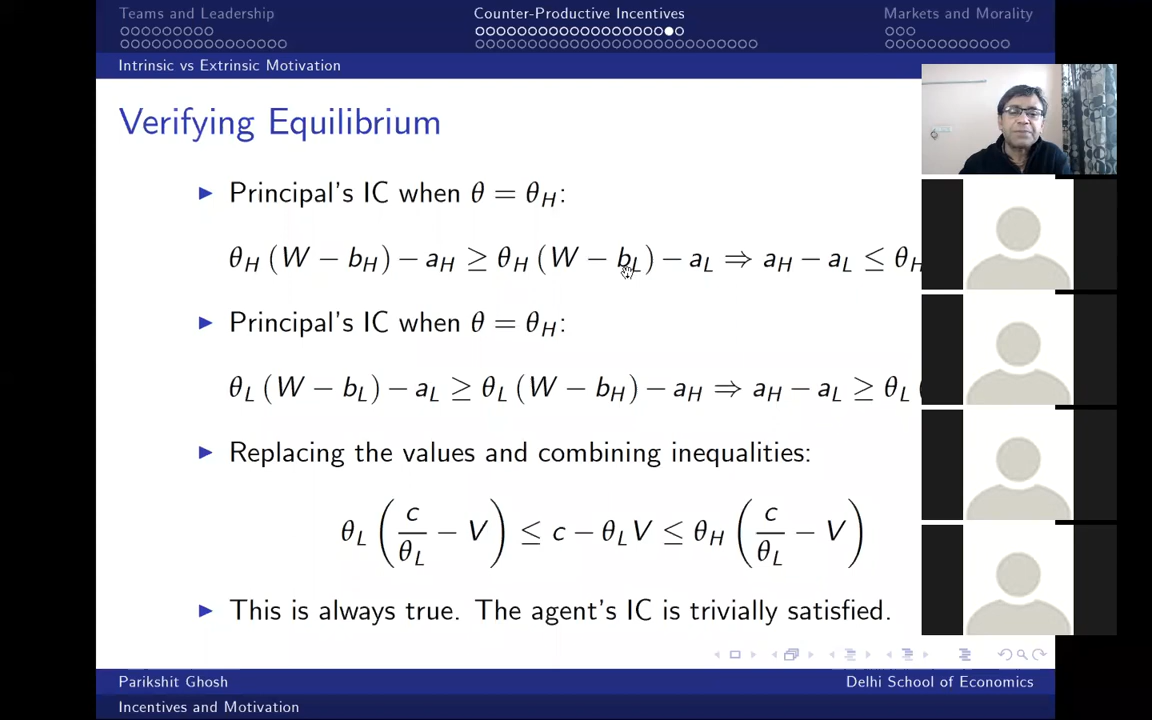 Teams and Leadership
Counter-Productive Incentives
Markets and Morality
Intrinsic vs Extrinsic Motivation
Verifying Equilibrium
▶ Principal's IC when θ = θ_H:
θ_H (W − b_H) − a_H ≥ θ_H (W − b_L) − a_L ⇒ a_H − a_L ≤ θ_H
▶ Principal's IC when θ = θ_H:
θ_L (W − b_L) − a_L ≥ θ_L (W − b_H) − a_H ⇒ a_H − a_L ≥ θ_L (
▶ Replacing the values and combining inequalities:
θ_L (c/θ_L − V) ≤ c − θ_L V ≤ θ_H (c/θ_L − V)
▶ This is always true. The agent's IC is trivially satisfied.
Parikshit Ghosh
Delhi School of Economics
Incentives and Motivation